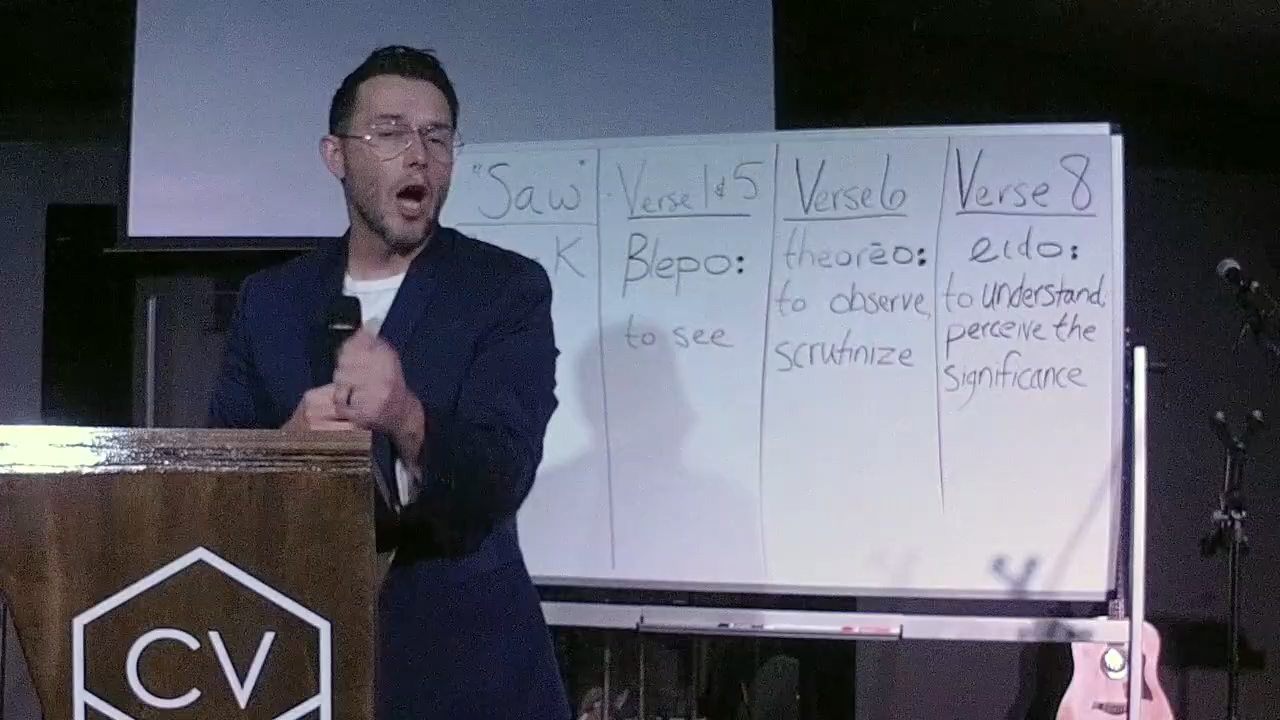 "Saw"
Verse 1 & 5
Verse 6
Verse 8
K
Blepo:
to see
theorēo:
to observe,
scrutinize
eido:
to understand,
perceive the
significance
CV